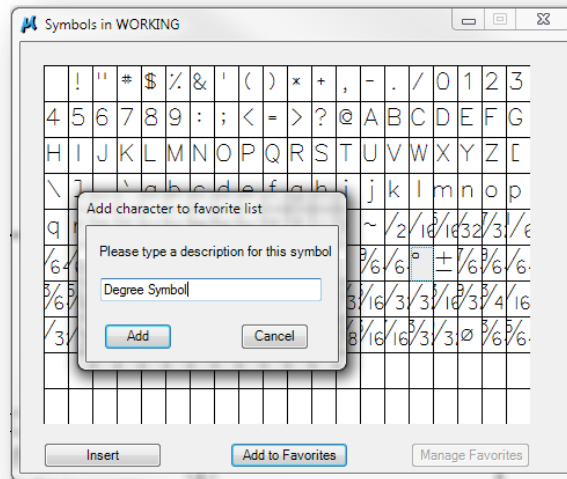 Symbols in WORKING
! " # $ % & ' ( ) * + , - . / 0 1 2 3
4 5 6 7 8 9 : ; < = > ? @ A B C D E F G
H I J K L M N O P Q R S T U V W X Y Z [
\ ] a b c d e f g h i j k l m n o p
q ~
° ±
Ø
Add character to favorite list
Please type a description for this symbol
Degree Symbol
Add Cancel
Insert Add to Favorites Manage Favorites